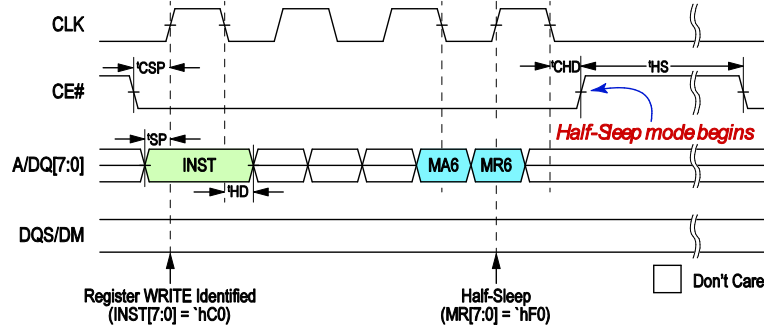 CLK
tCSP
tCHD
tHS
CE#
Half-Sleep mode begins
tSP
A/DQ[7:0]
INST
MA6
MR6
tHD
DQS/DM
Don't Care
Register WRITE Identified
(INST[7:0] = `hC0)
Half-Sleep
(MR[7:0] = `hF0)